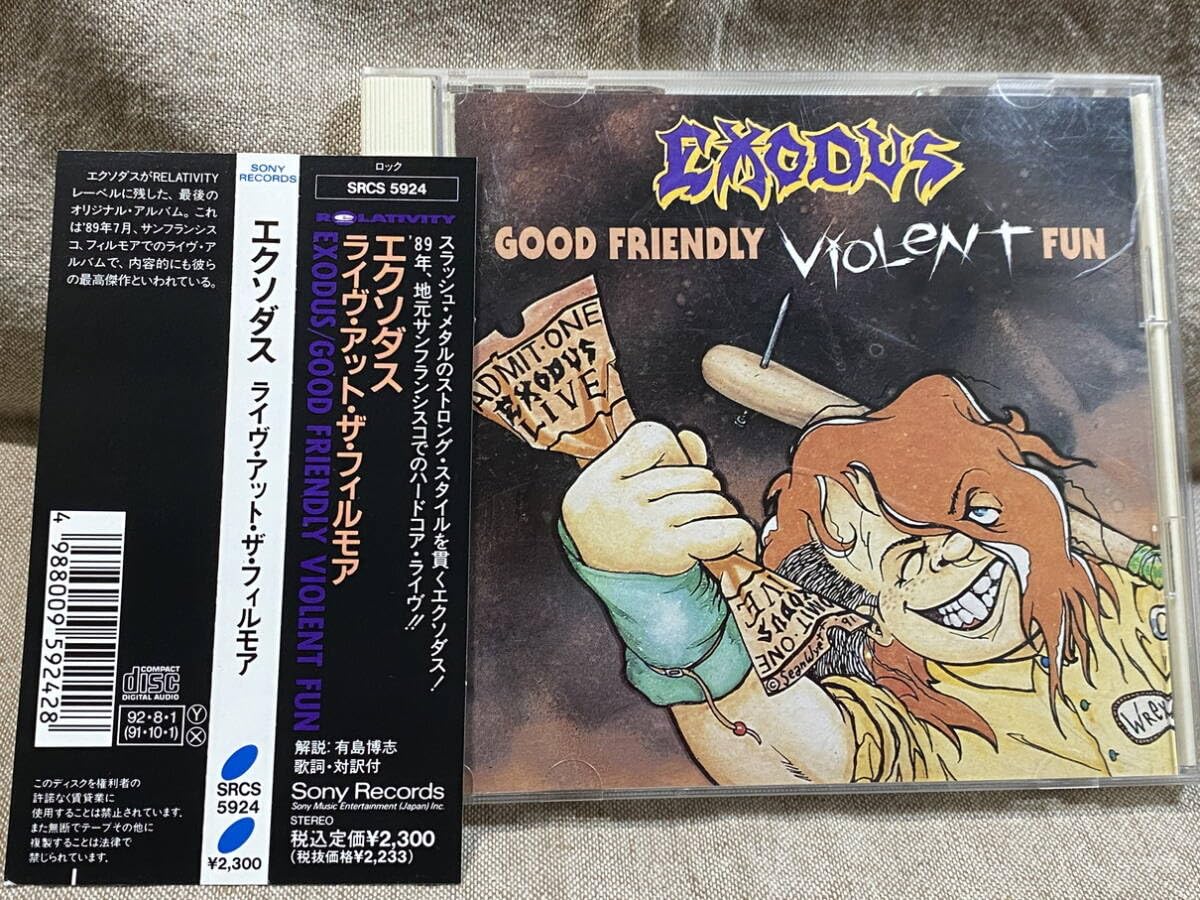 エクソダスがRELATIVITY
レーベルに残した、最後の
オリジナル・アルバム。これ
は'89年7月、サンフランシス
コ、フィルモアでのライヴ・ア
ルバムで、内容的にも彼ら
の最高傑作といわれている。
4 988009 592428
COMPACT
disc
DIGITAL AUDIO
92・8・1
(91・10・1)
Y
X
このディスクを権利者の
許諾なく賃貸業に
使用することは禁止されています。
また無断でテープその他に
複製することは法律で
禁じられています。
SONY
RECORDS
エクソダス ライヴ・アット・ザ・フィルモア
SRCS
5924
¥2,300
ロック
SRCS 5924
RELATIVITY
スラッシュ・メタルのストロング・スタイルを貫くエクソダス!
'89年、地元サンフランシスコでのハードコア・ライヴ!!
エクソダス
ライヴ・アット・ザ・フィルモア
EXODUS/GOOD FRIENDLY VIOLENT FUN
解説: 有島博志
歌詞・対訳付
Sony Records
Sony Music Entertainment (Japan) Inc.
STEREO
税込定価¥2,300
(税抜価格¥2,233)
EXODUS
GOOD FRIENDLY VIOLENT FUN
ADMIT・ONE
EXODUS
LIVE